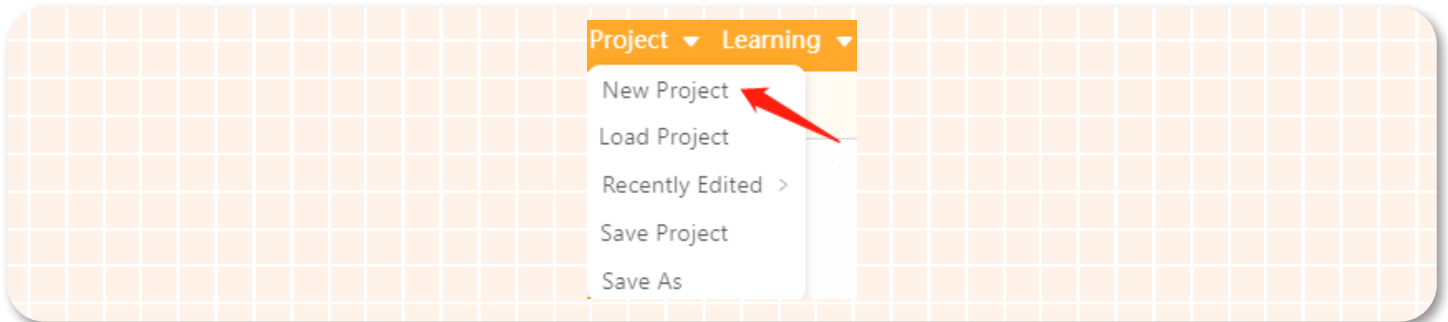 Project Learning
New Project
Load Project
Recently Edited >
Save Project
Save As